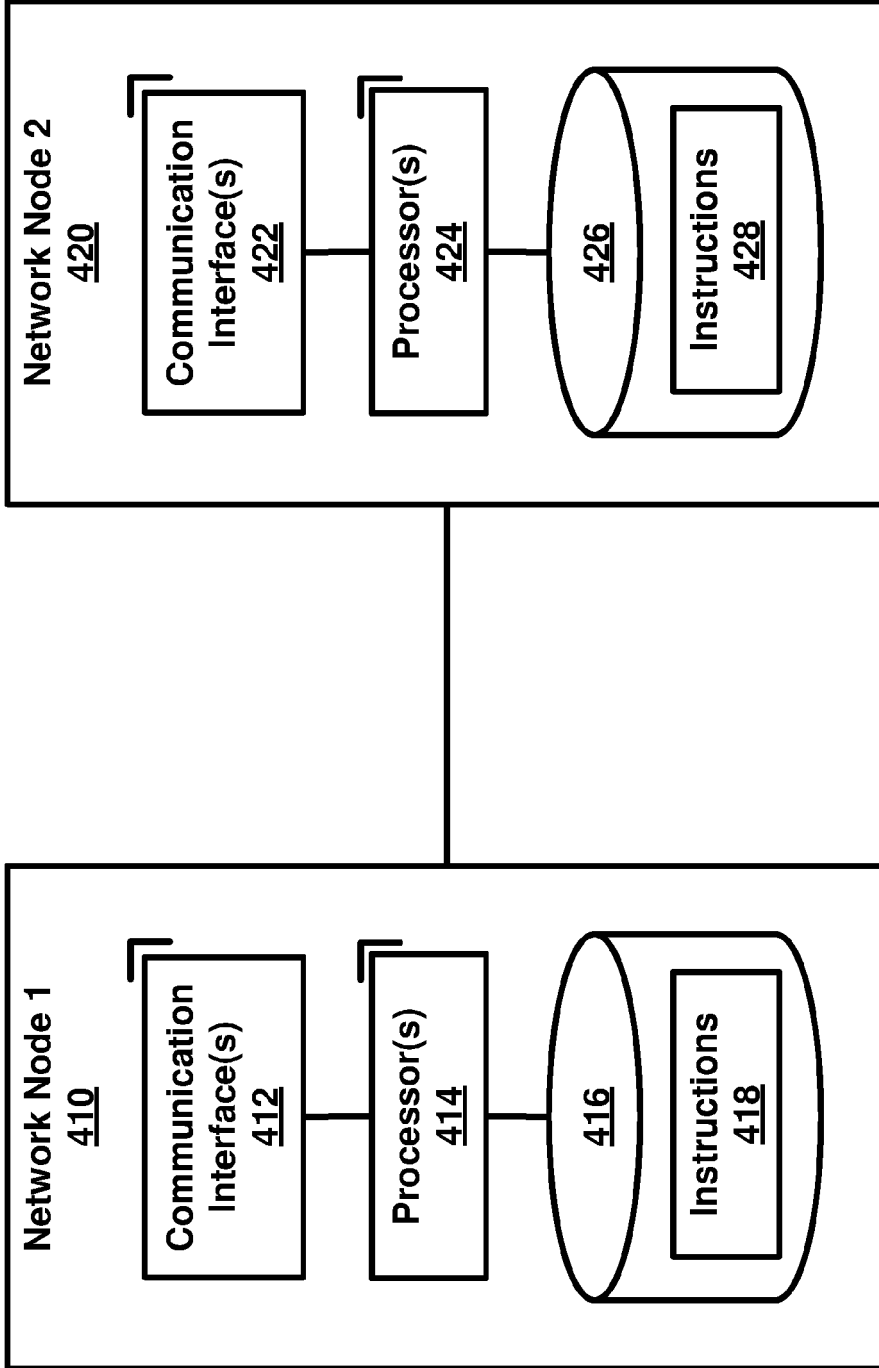 Network Node 1
410
Communication
Interface(s)
412
Processor(s)
414
416
Instructions
418
Network Node 2
420
Communication
Interface(s)
422
Processor(s)
424
426
Instructions
428